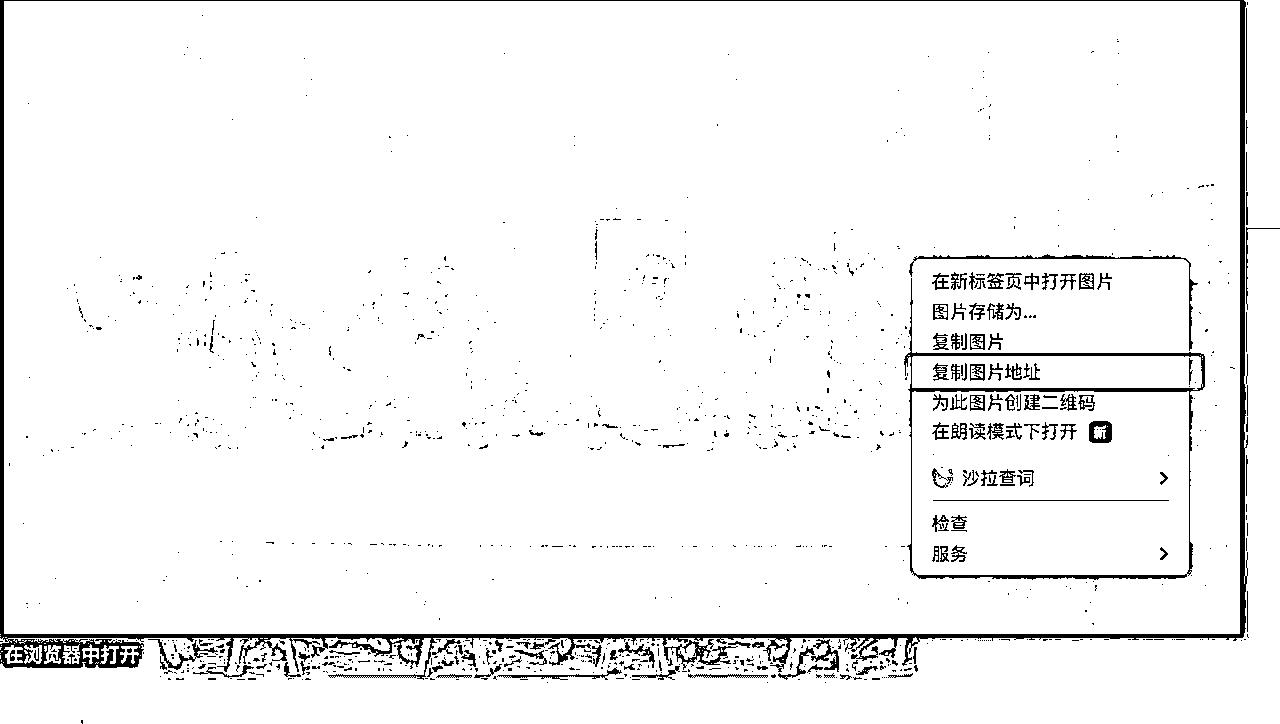 在新标签页中打开图片
图片存储为...
复制图片
复制图片地址
为此图片创建二维码
在朗读模式下打开 新
沙拉查词
检查
服务
在浏览器中打开